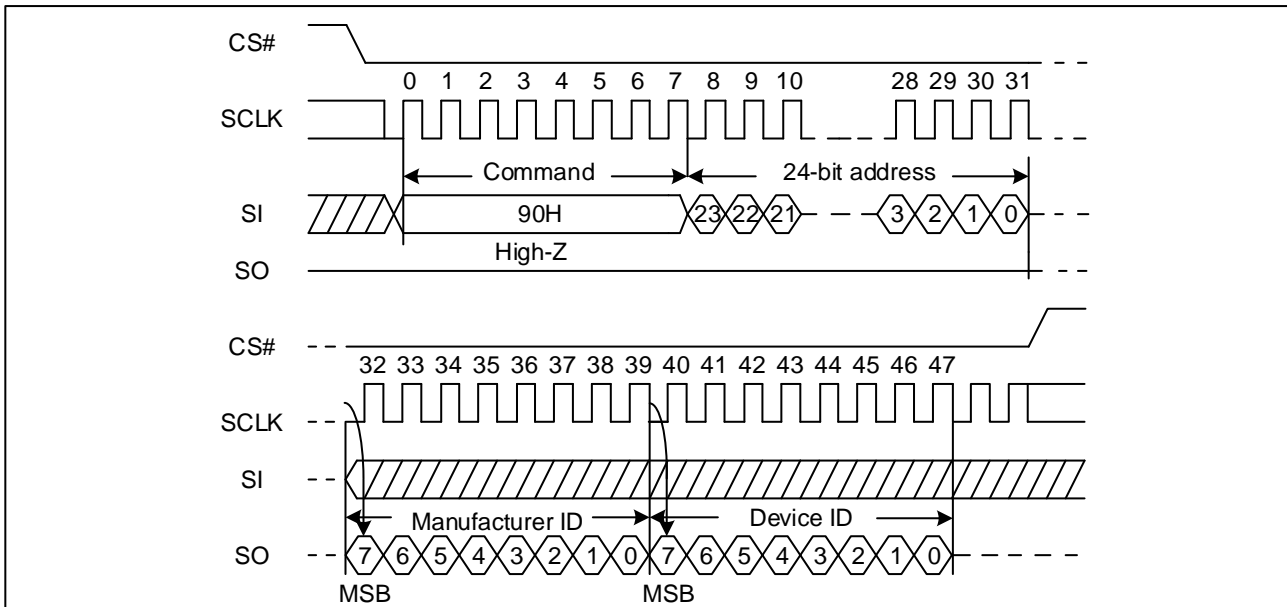 CS#
0 1 2 3 4 5 6 7 8 9 10 28 29 30 31
SCLK
Command 24-bit address
SI 90H 23 22 21 3 2 1 0
High-Z
SO
CS#
32 33 34 35 36 37 38 39 40 41 42 43 44 45 46 47
SCLK
SI
Manufacturer ID Device ID
SO 7 6 5 4 3 2 1 0 7 6 5 4 3 2 1 0
MSB MSB